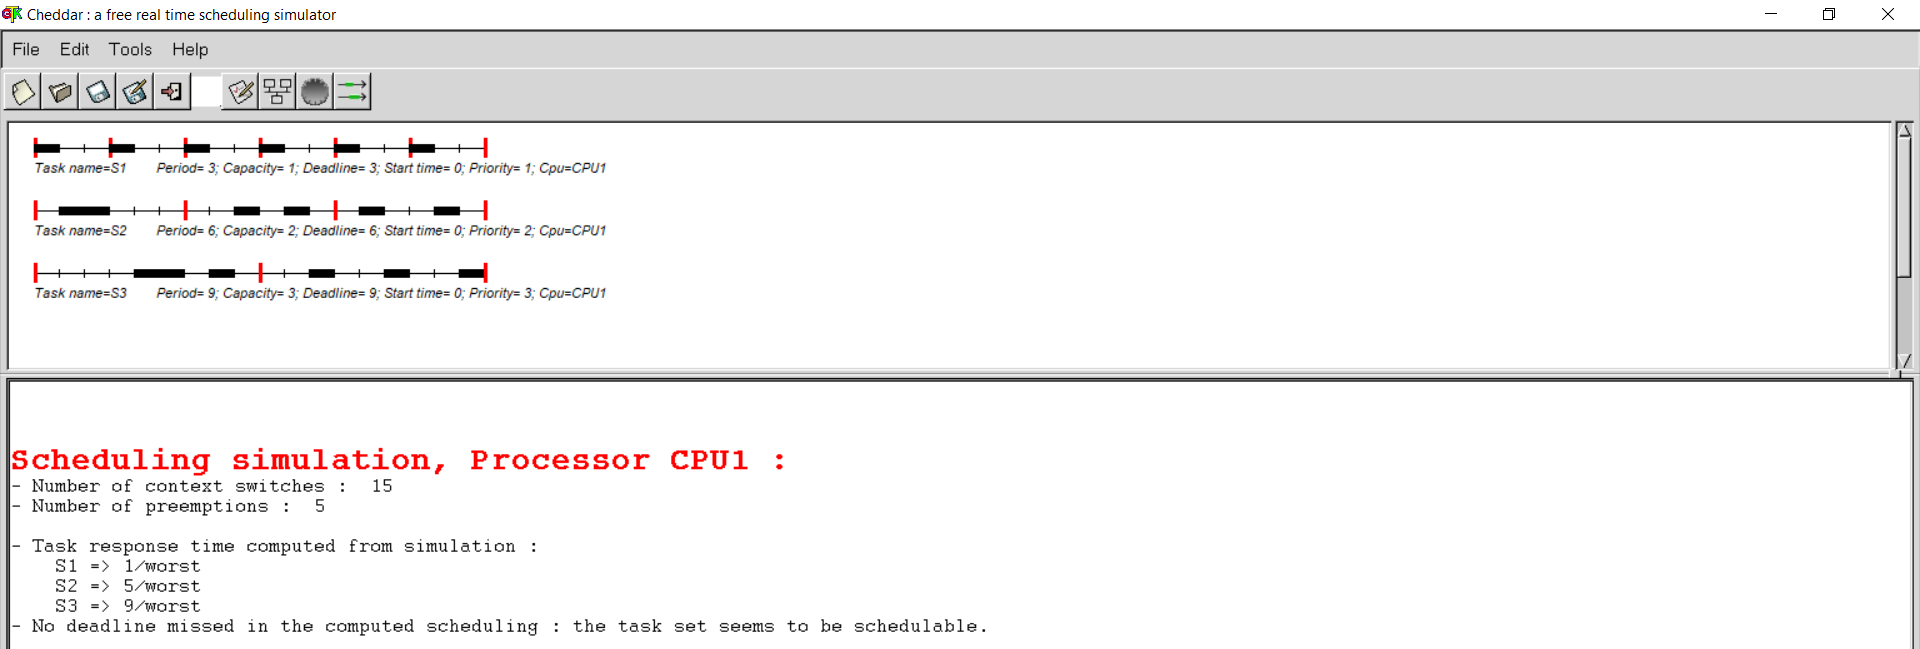 Cheddar : a free real time scheduling simulator
File Edit Tools Help
Task name=S1 Period= 3; Capacity= 1; Deadline= 3; Start time= 0; Priority= 1; Cpu=CPU1
Task name=S2 Period= 6; Capacity= 2; Deadline= 6; Start time= 0; Priority= 2; Cpu=CPU1
Task name=S3 Period= 9; Capacity= 3; Deadline= 9; Start time= 0; Priority= 3; Cpu=CPU1
Scheduling simulation, Processor CPU1 :
- Number of context switches : 15
- Number of preemptions : 5
- Task response time computed from simulation :
S1 => 1/worst
S2 => 5/worst
S3 => 9/worst
- No deadline missed in the computed scheduling : the task set seems to be schedulable.